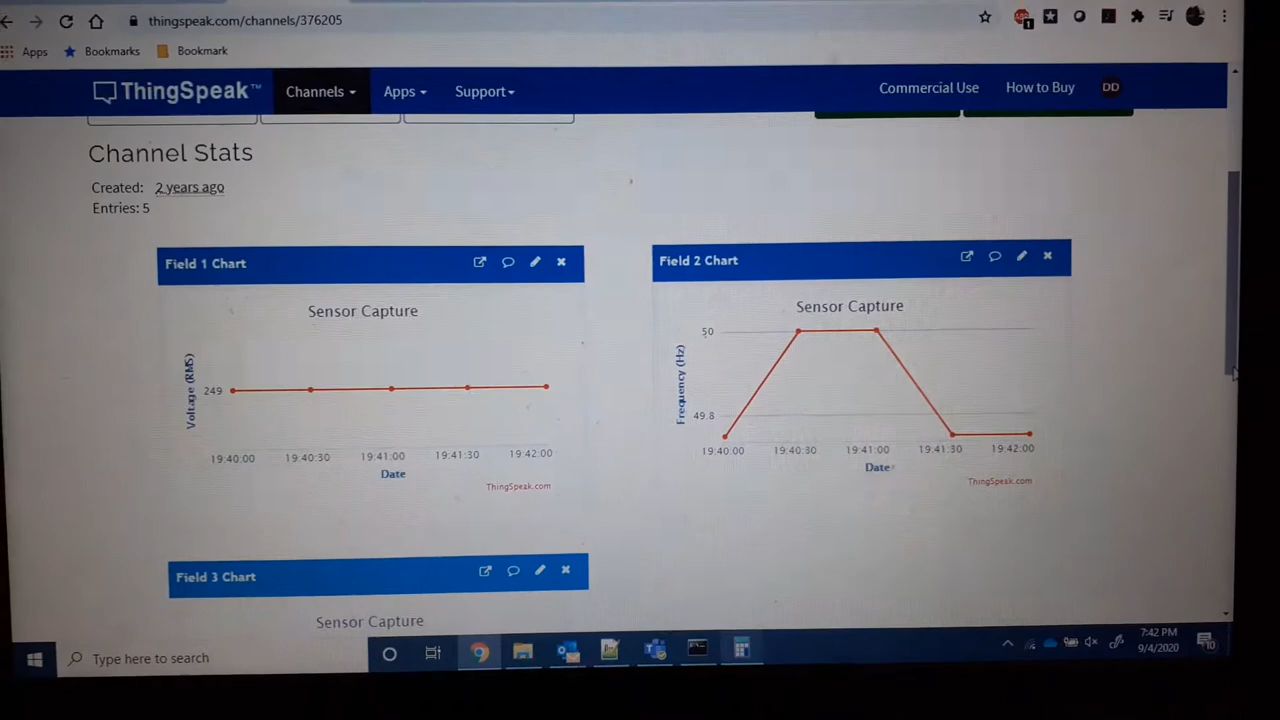 thingspeak.com/channels/376205
1
Apps
Bookmarks
Bookmark
ThingSpeak™
Channels
Apps
Support
Commercial Use
How to Buy
DD
Channel Stats
Created: 2 years ago
Entries: 5
Field 1 Chart
Sensor Capture
Voltage (RMS)
249
19:40:00 19:40:30 19:41:00 19:41:30 19:42:00
Date
ThingSpeak.com
Field 2 Chart
Sensor Capture
Frequency (Hz)
50
49.8
19:40:00 19:40:30 19:41:00 19:41:30 19:42:00
Date
ThingSpeak.com
Field 3 Chart
Sensor Capture
Type here to search
7:42 PM
9/4/2020
10